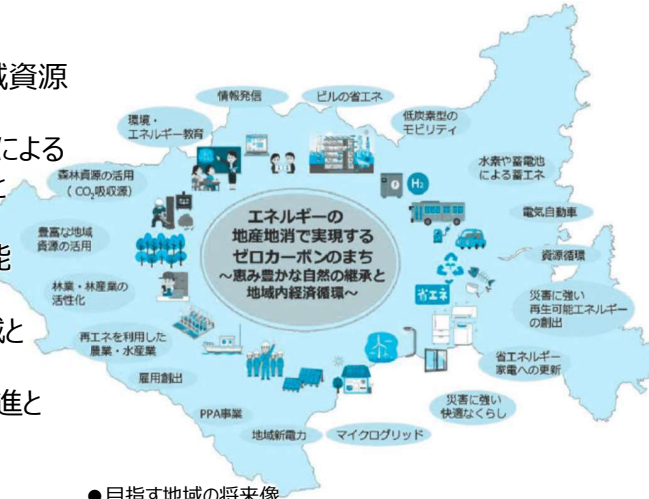 域資源
による
と
能
域と
進と
情報発信
ビルの省エネ
低炭素型の
モビリティ
環境・
エネルギー教育
森林資源の活用
（CO₂吸収源）
水素や蓄電池
による蓄エネ
H₂
豊富な地域
資源の活用
電気自動車
エネルギーの
地産地消で実現する
ゼロカーボンのまち
～恵み豊かな自然の継承と
地域内経済循環～
資源循環
林業・林産業の
活性化
省エネ
災害に強い
再生可能エネルギー
の創出
再エネを利用した
農業・水産業
省エネルギー
家電への更新
雇用創出
災害に強い
快適なくらし
PPA事業
地域新電力
マイクログリッド
●目指す地域の将来像